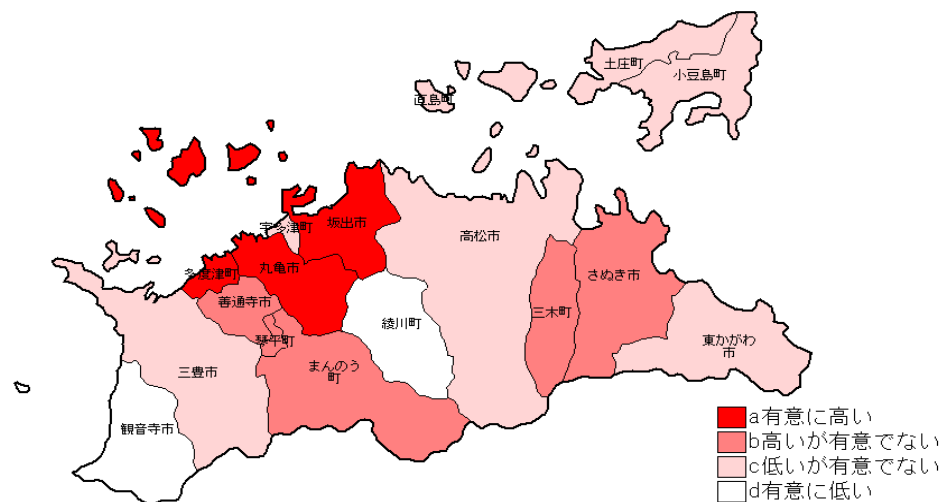 土庄町
小豆島町
直島町
宇多津町
坂出市
高松市
多度津町
丸亀市
さぬき市
善通寺市
三木町
綾川町
琴平町
東かがわ
市
まんのう
町
三豊市
観音寺市
a有意に高い
b高いが有意でない
c低いが有意でない
d有意に低い